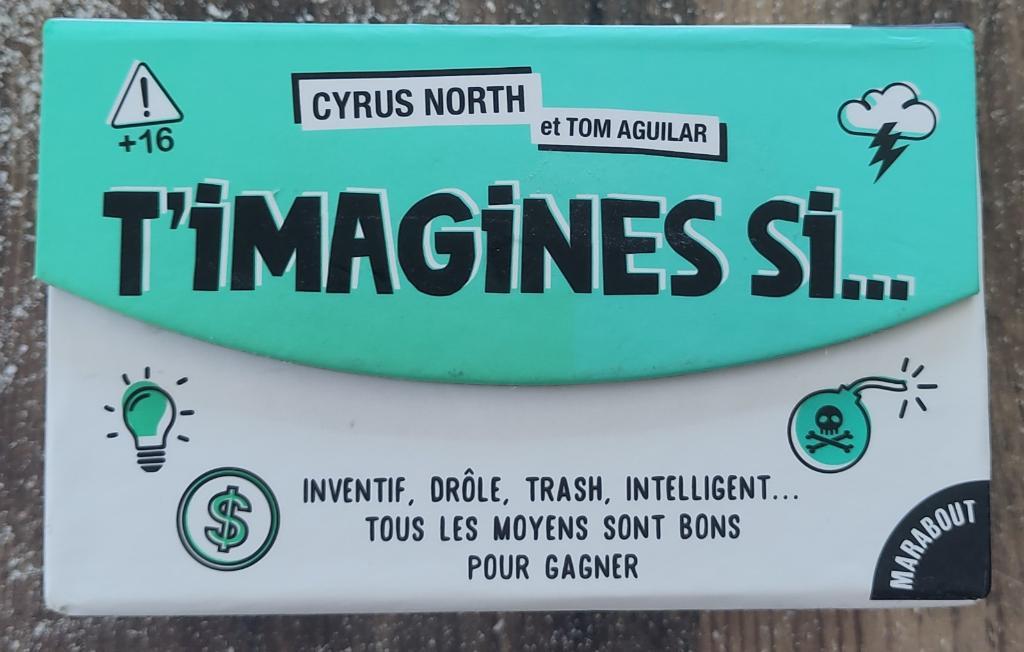 CYRUS NORTH
et TOM AGUILAR
+16
T'iMAGiNES Si...
INVENTIF, DRÔLE, TRASH, INTELLIGENT...
TOUS LES MOYENS SONT BONS
POUR GAGNER
MARABOUT